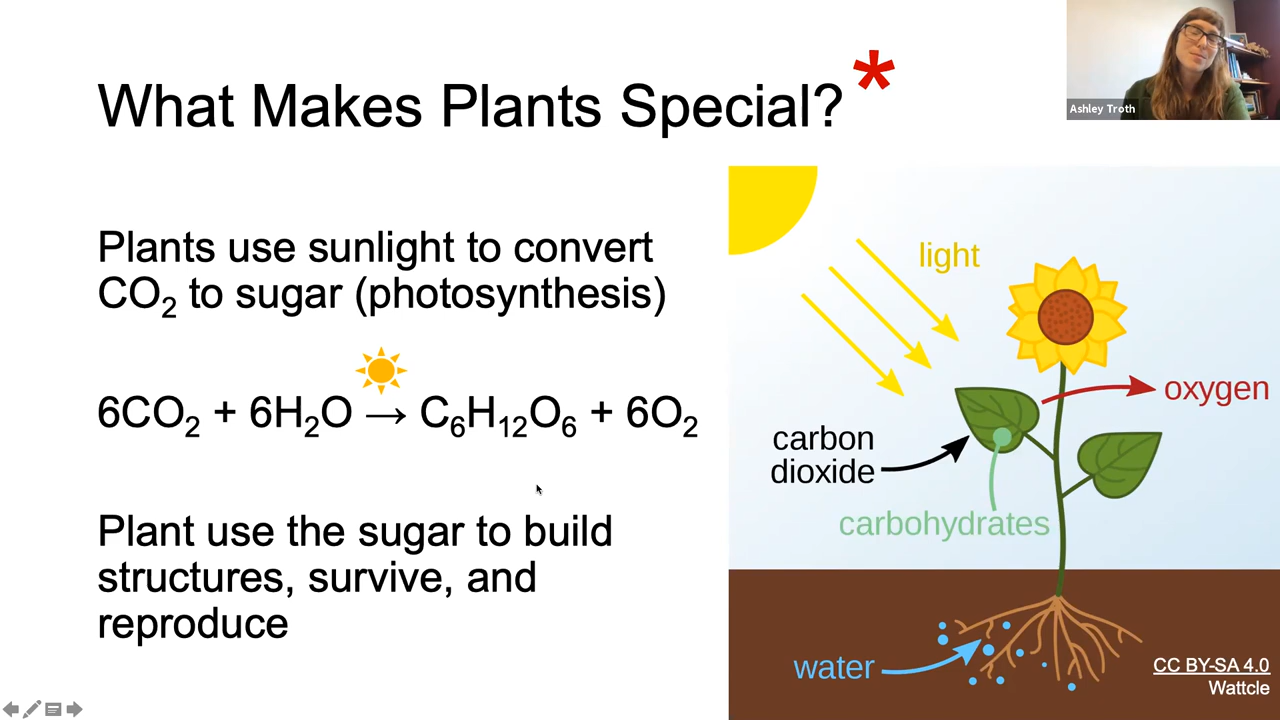 What Makes Plants Special?*
Ashley Troth
Plants use sunlight to convert
CO₂ to sugar (photosynthesis)
6CO₂ + 6H₂O → C₆H₁₂O₆ + 6O₂
Plant use the sugar to build
structures, survive, and
reproduce
light
oxygen
carbon
dioxide
carbohydrates
water
CC BY-SA 4.0
Wattcle